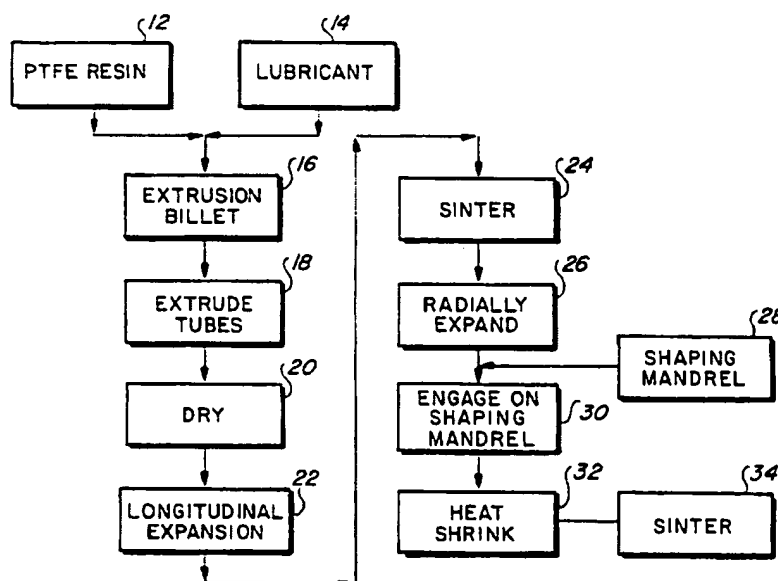 12
PTFE RESIN
14
LUBRICANT
16
EXTRUSION
BILLET
18
EXTRUDE
TUBES
20
DRY
22
LONGITUDINAL
EXPANSION
24
SINTER
26
RADIALLY
EXPAND
28
SHAPING
MANDREL
ENGAGE ON
SHAPING
MANDREL
30
32
HEAT
SHRINK
34
SINTER